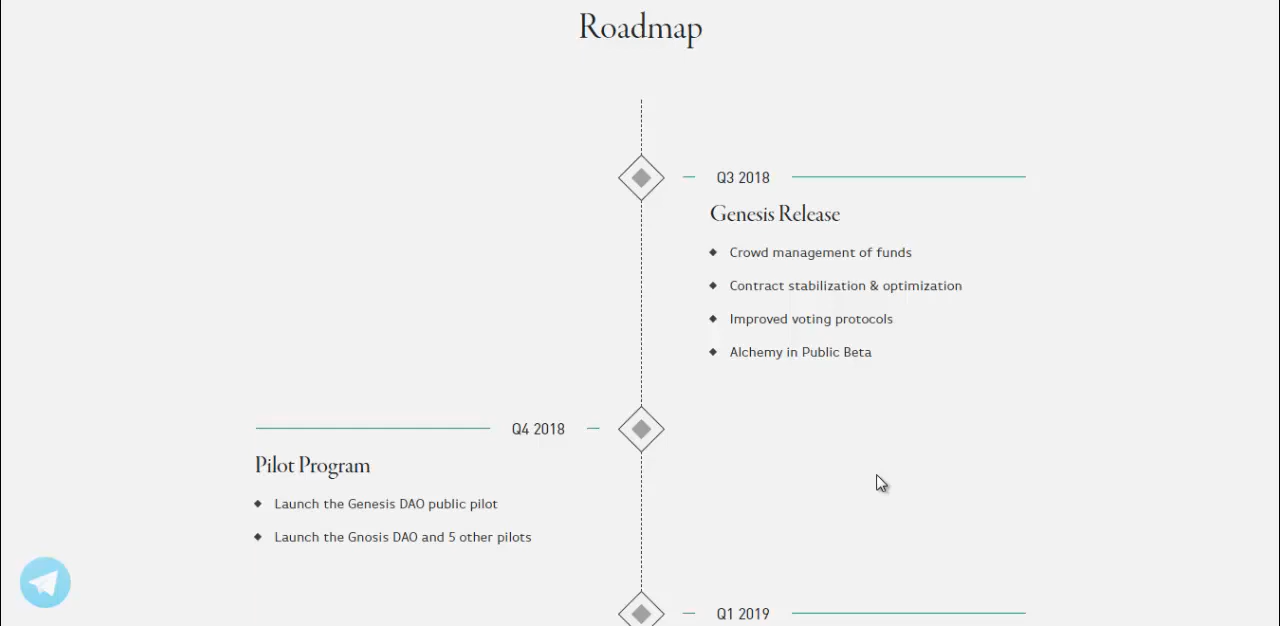 Roadmap
Q3 2018
Genesis Release
Crowd management of funds
Contract stabilization & optimization
Improved voting protocols
Alchemy in Public Beta
Q4 2018
Pilot Program
Launch the Genesis DAO public pilot
Launch the Gnosis DAO and 5 other pilots
Q1 2019